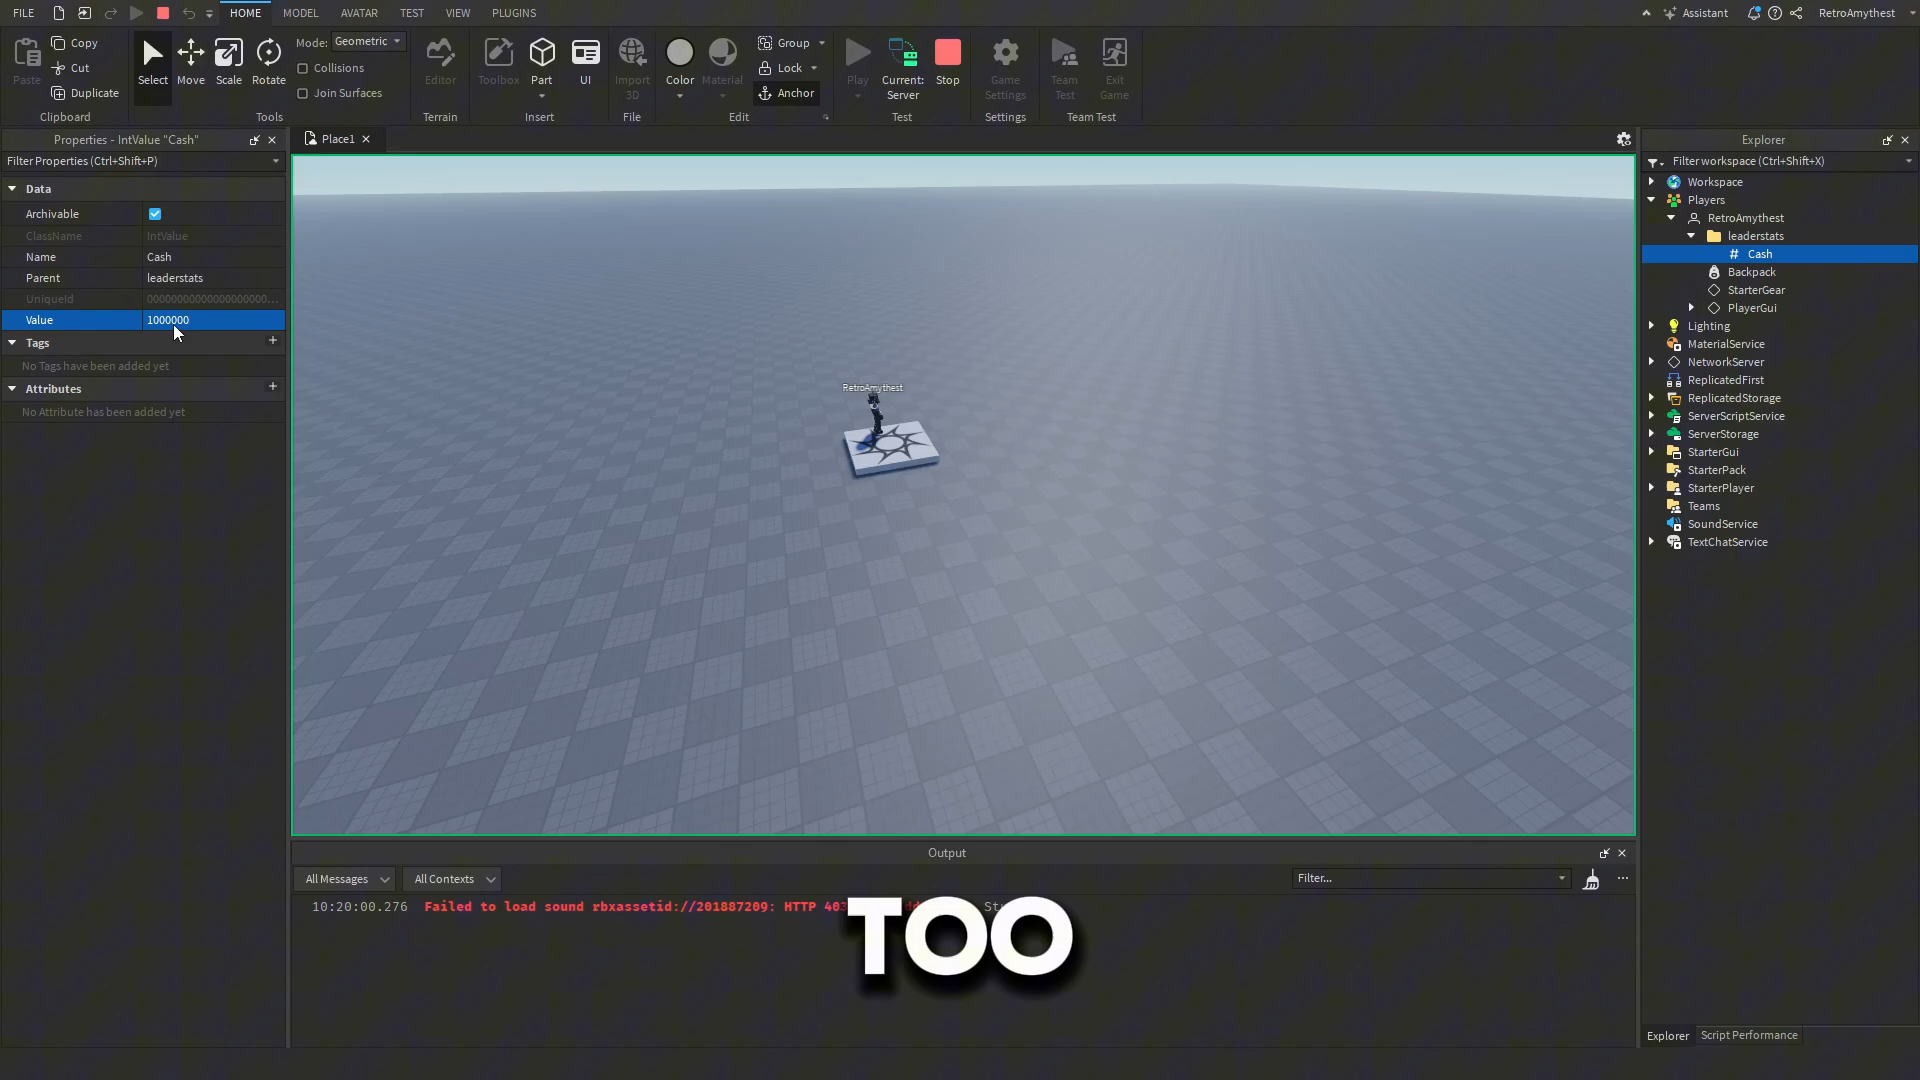 FILE HOME MODEL AVATAR TEST VIEW PLUGINS Assistant RetroAmythest
Paste Copy Cut Duplicate Clipboard
Select Move Scale Rotate Mode: Geometric Collisions Join Surfaces Tools
Editor Terrain
Toolbox Part UI Insert
Import 3D File
Color Material Group Lock Anchor Edit
Play Current: Server Stop Test
Game Settings Settings
Team Test Exit Game Team Test
Properties - IntValue "Cash"
Filter Properties (Ctrl+Shift+P)
Data
Archivable
ClassName IntValue
Name Cash
Parent leaderstats
UniqueId 00000000000000000000...
Value 1000000
Tags +
No Tags have been added yet
Attributes +
No Attribute has been added yet
Place1
RetroAmythest
Output
All Messages All Contexts Filter...
10:20:00.276 Failed to load sound rbxassetid://201887209: HTTP 403
TOO
Explorer
Filter workspace (Ctrl+Shift+X)
Workspace
Players
RetroAmythest
leaderstats
# Cash
Backpack
StarterGear
PlayerGui
Lighting
MaterialService
NetworkServer
ReplicatedFirst
ReplicatedStorage
ServerScriptService
ServerStorage
StarterGui
StarterPack
StarterPlayer
Teams
SoundService
TextChatService
Explorer Script Performance